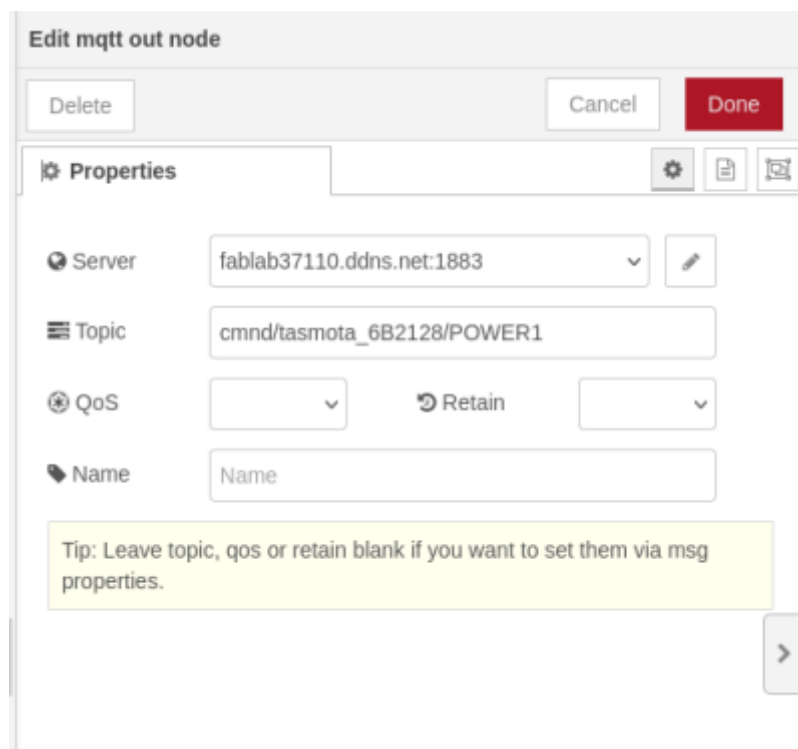 Edit mqtt out node
Delete
Cancel
Done
Properties
Server
fablab37110.ddns.net:1883
Topic
cmnd/tasmota_6B2128/POWER1
QoS
Retain
Name
Name
Tip: Leave topic, qos or retain blank if you want to set them via msg
properties.